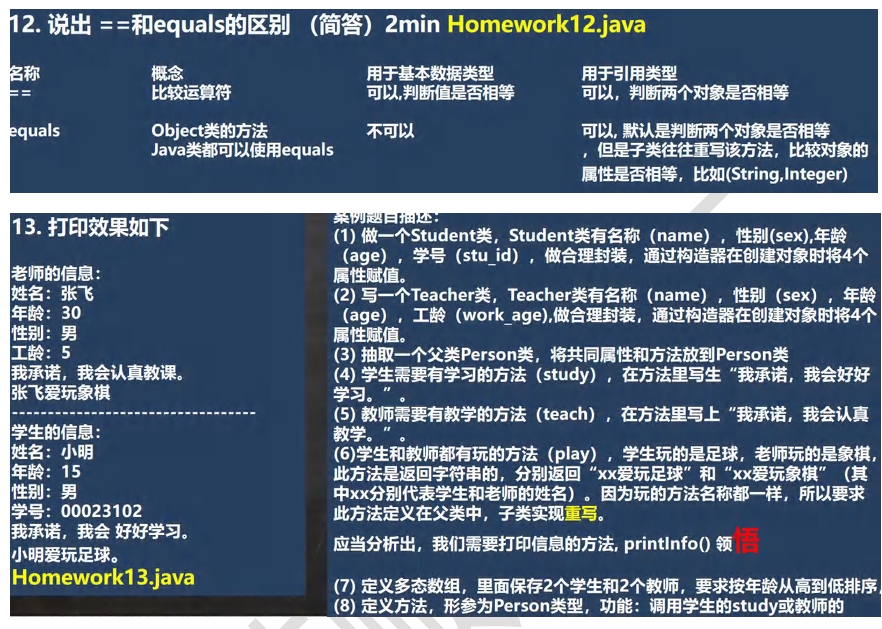 12. 说出 ==和equals的区别 （简答）2min Homework12.java
名称 概念 用于基本数据类型 用于引用类型
== 比较运算符 可以,判断值是否相等 可以，判断两个对象是否相等
equals Object类的方法 不可以 可以, 默认是判断两个对象是否相等
Java类都可以使用equals ，但是子类往往重写该方法，比较对象的
属性是否相等，比如(String,Integer)
13. 打印效果如下
老师的信息：
姓名：张飞
年龄：30
性别：男
工龄：5
我承诺，我会认真教课。
张飞爱玩象棋
----------------------------------
学生的信息：
姓名：小明
年龄：15
性别：男
学号：00023102
我承诺，我会 好好学习。
小明爱玩足球。
Homework13.java
案例题目描述：
(1) 做一个Student类，Student类有名称（name），性别(sex),年龄
（age），学号（stu_id），做合理封装，通过构造器在创建对象时将4个
属性赋值。
(2) 写一个Teacher类，Teacher类有名称（name），性别（sex），年龄
（age），工龄（work_age),做合理封装，通过构造器在创建对象时将4个
属性赋值。
(3) 抽取一个父类Person类，将共同属性和方法放到Person类
(4) 学生需要有学习的方法（study），在方法里写生“我承诺，我会好好
学习。”。
(5) 教师需要有教学的方法（teach），在方法里写上“我承诺，我会认真
教学。”。
(6)学生和教师都有玩的方法（play），学生玩的是足球，老师玩的是象棋，
此方法是返回字符串的，分别返回“xx爱玩足球”和“xx爱玩象棋”（其
中xx分别代表学生和老师的姓名）。因为玩的方法名称都一样，所以要求
此方法定义在父类中，子类实现重写。
应当分析出，我们需要打印信息的方法, printInfo() 领悟
(7) 定义多态数组，里面保存2个学生和2个教师，要求按年龄从高到低排序，
(8) 定义方法，形参为Person类型，功能：调用学生的study或教师的